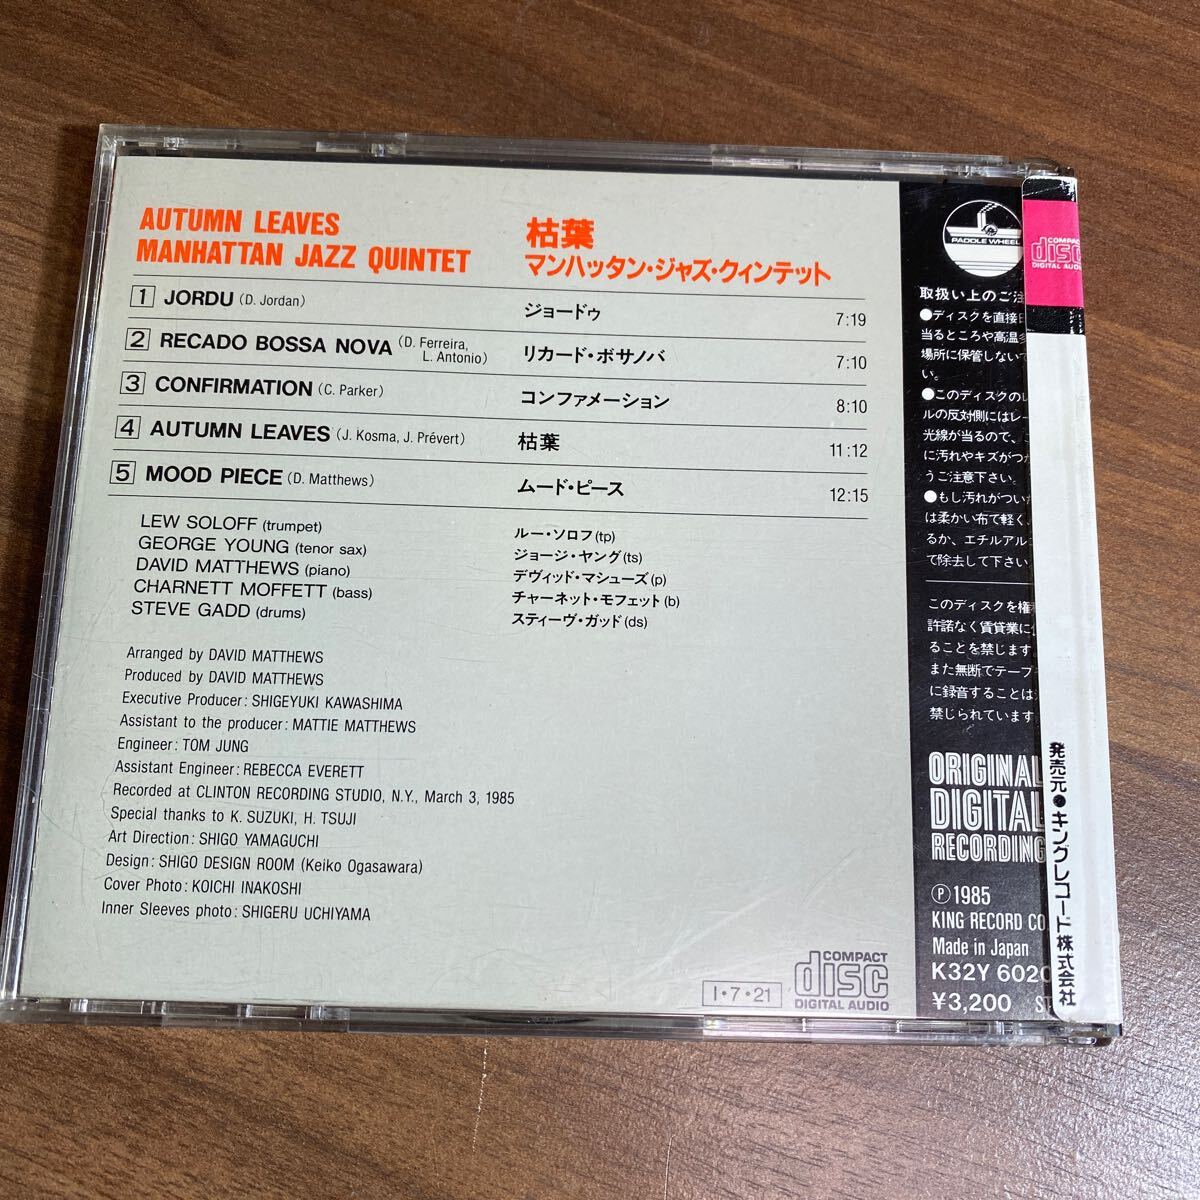 AUTUMN LEAVES
MANHATTAN JAZZ QUINTET
枯葉
マンハッタン・ジャズ・クィンテット
1 JORDU (D. Jordan) ジョードゥ 7:19
2 RECADO BOSSA NOVA (D. Ferreira, L. Antonio) リカード・ボサノバ 7:10
3 CONFIRMATION (C. Parker) コンファメーション 8:10
4 AUTUMN LEAVES (J. Kosma, J. Prévert) 枯葉 11:12
5 MOOD PIECE (D. Matthews) ムード・ピース 12:15
LEW SOLOFF (trumpet) ルー・ソロフ(tp)
GEORGE YOUNG (tenor sax) ジョージ・ヤング(ts)
DAVID MATTHEWS (piano) デヴィッド・マシューズ(p)
CHARNETT MOFFETT (bass) チャーネット・モフェット(b)
STEVE GADD (drums) スティーヴ・ガッド(ds)
Arranged by DAVID MATTHEWS
Produced by DAVID MATTHEWS
Executive Producer: SHIGEYUKI KAWASHIMA
Assistant to the producer: MATTIE MATTHEWS
Engineer: TOM JUNG
Assistant Engineer: REBECCA EVERETT
Recorded at CLINTON RECORDING STUDIO, N.Y., March 3, 1985
Special thanks to K. SUZUKI, H. TSUJI
Art Direction: SHIGO YAMAGUCHI
Design: SHIGO DESIGN ROOM (Keiko Ogasawara)
Cover Photo: KOICHI INAKOSHI
Inner Sleeves photo: SHIGERU UCHIYAMA
I・7・21
COMPACT
disc
DIGITAL AUDIO
PADDLE WHEEL
取扱い上のご注
●ディスクを直接日
当るところや高温多
場所に保管しないで
い。
●このディスクのレ
ルの反対側にはレー
光線が当るので、
に汚れやキズがつか
うご注意下さい。
●もし汚れがついた
は柔かい布で軽く
るか、エチルアル
で除去して下さい
このディスクを権利
許諾なく賃貸業に
ることを禁じます。
また無断でテープ
に録音することは
禁じられています
ORIGINAL
DIGITAL
RECORDING
Ⓟ1985
KING RECORD CO.
Made in Japan
K32Y 6020
¥3,200
COMPACT
disc
DIGITAL AUDIO
発売元●キングレコード株式会社